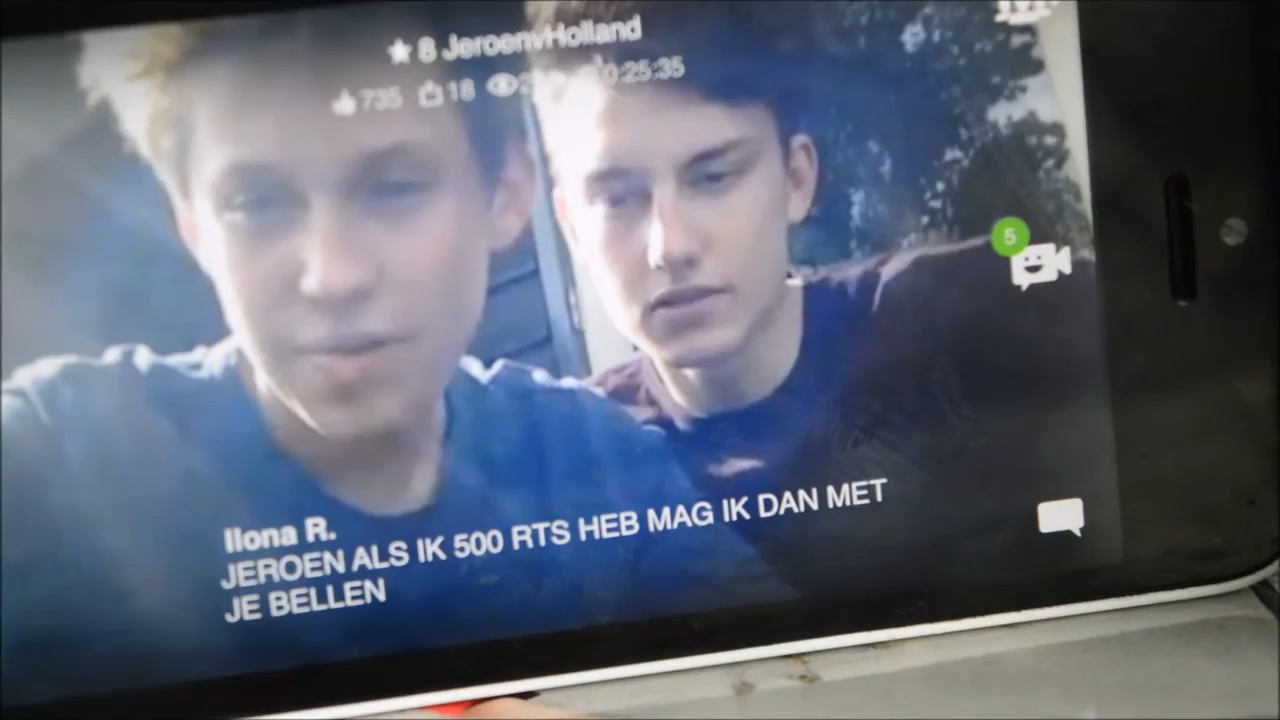 ★ 8 JeroenvHolland
735 18 0:25:35
5
Ilona R.
JEROEN ALS IK 500 RTS HEB MAG IK DAN MET
JE BELLEN